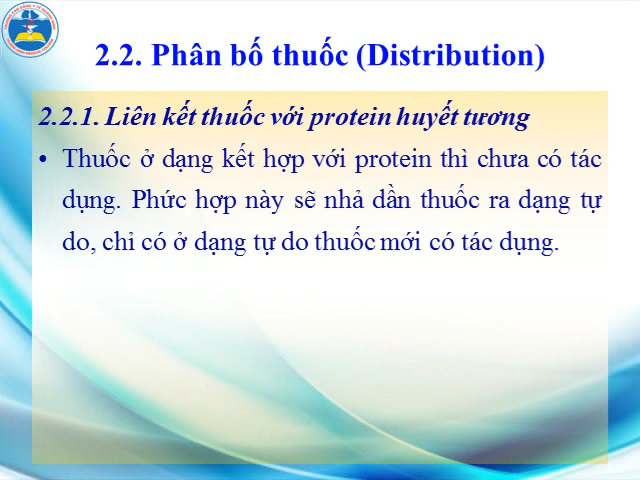 2.2. Phân bố thuốc (Distribution)
2.2.1. Liên kết thuốc với protein huyết tương
• Thuốc ở dạng kết hợp với protein thì chưa có tác
dụng. Phức hợp này sẽ nhả dần thuốc ra dạng tự
do, chỉ có ở dạng tự do thuốc mới có tác dụng.